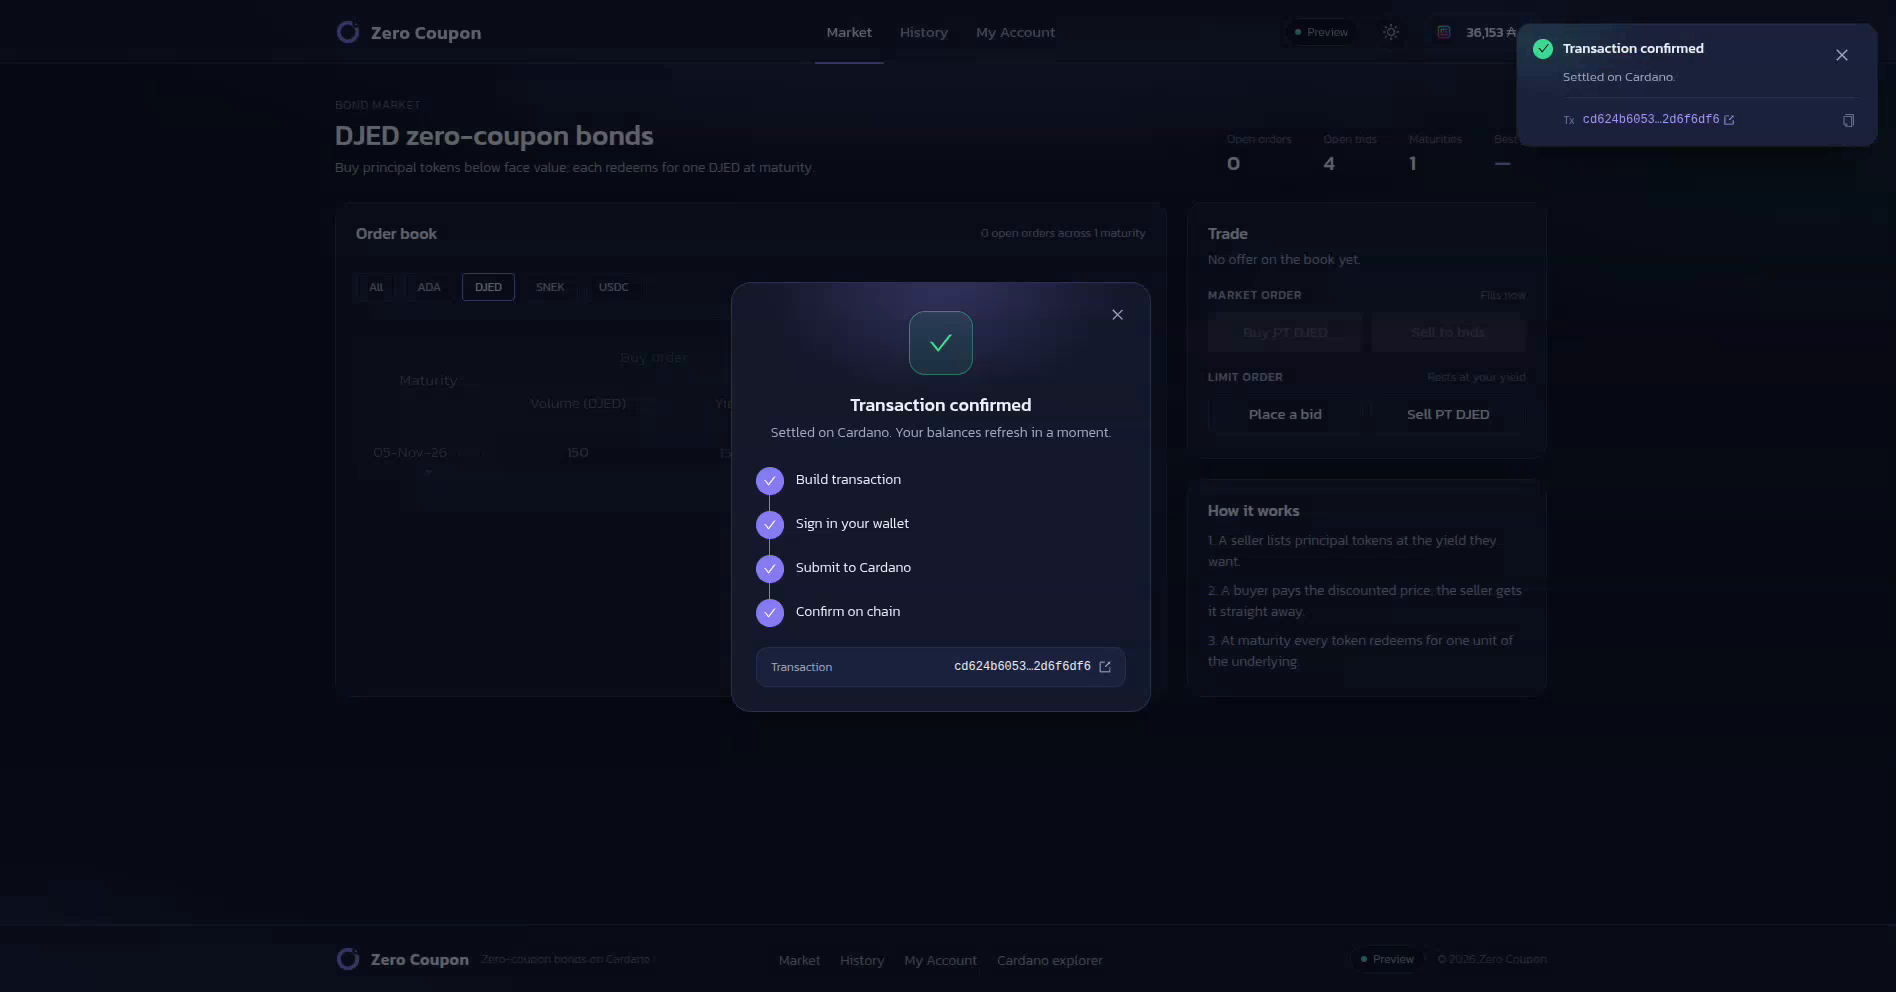 Zero Coupon
Market
History
My Account
Preview
36,153 ₳
Transaction confirmed
Settled on Cardano.
Tx cd624b6053…2d6f6df6
BOND MARKET
DJED zero-coupon bonds
Buy principal tokens below face value; each redeems for one DJED at maturity.
Open orders
0
Open bids
4
Maturities
1
Best
—
Order book
0 open orders across 1 maturity
All
ADA
DJED
SNEK
USDC
Buy order
Maturity
Volume (DJED)
05-Nov-26
150
Transaction confirmed
Settled on Cardano. Your balances refresh in a moment.
Build transaction
Sign in your wallet
Submit to Cardano
Confirm on chain
Transaction
cd624b6053…2d6f6df6
Trade
No offer on the book yet.
MARKET ORDER
Fills now
Buy PT DJED
Sell to bids
LIMIT ORDER
Rests at your yield
Place a bid
Sell PT DJED
How it works
1. A seller lists principal tokens at the yield they
want.
2. A buyer pays the discounted price, the seller gets
it straight away.
3. At maturity every token redeems for one unit of
the underlying.
Zero Coupon
Zero-coupon bonds on Cardano
Market
History
My Account
Cardano explorer
Preview
© 2026 Zero Coupon